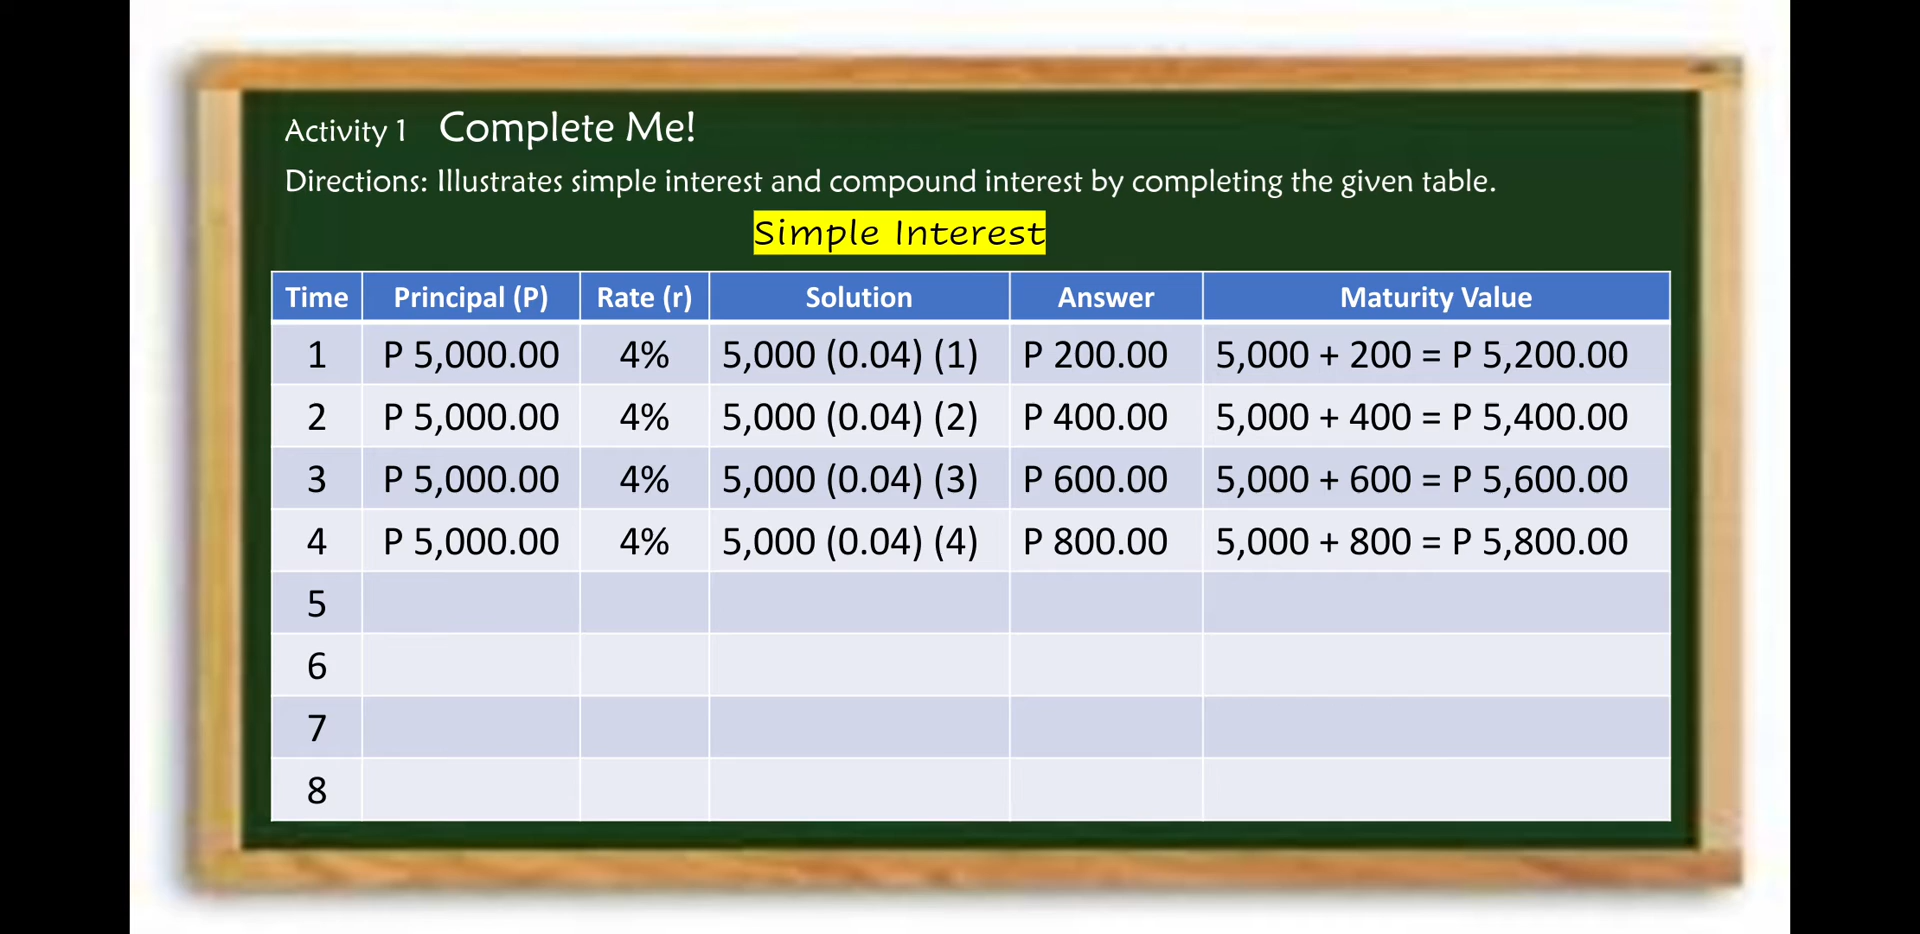 Activity 1 Complete Me!
Directions: Illustrates simple interest and compound interest by completing the given table.
Simple Interest
Time Principal (P) Rate (r) Solution Answer Maturity Value
1 P 5,000.00 4% 5,000 (0.04) (1) P 200.00 5,000 + 200 = P 5,200.00
2 P 5,000.00 4% 5,000 (0.04) (2) P 400.00 5,000 + 400 = P 5,400.00
3 P 5,000.00 4% 5,000 (0.04) (3) P 600.00 5,000 + 600 = P 5,600.00
4 P 5,000.00 4% 5,000 (0.04) (4) P 800.00 5,000 + 800 = P 5,800.00
5
6
7
8